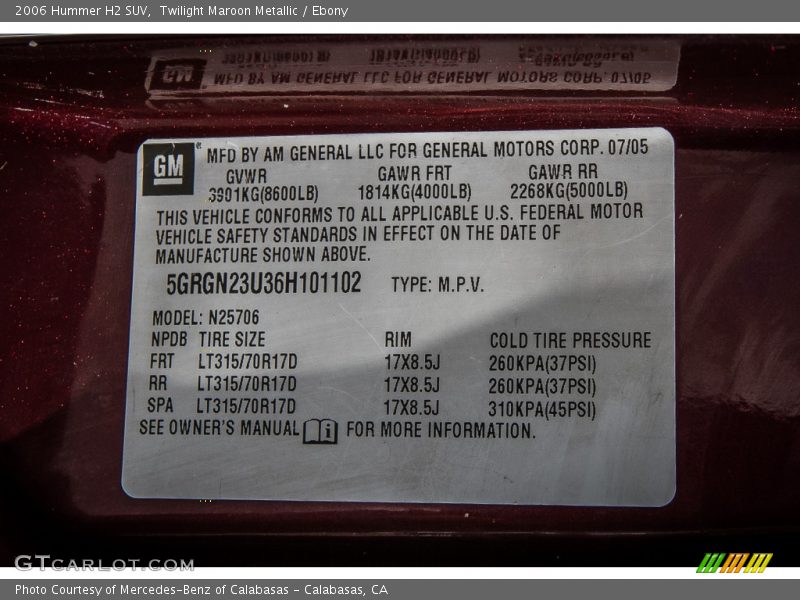 2006 Hummer H2 SUV,  Twilight Maroon Metallic / Ebony
GM MFD BY AM GENERAL LLC FOR GENERAL MOTORS CORP. 07/05
GM® MFD BY AM GENERAL LLC FOR GENERAL MOTORS CORP. 07/05
GVWR GAWR FRT GAWR RR
3901KG(8600LB) 1814KG(4000LB) 2268KG(5000LB)
THIS VEHICLE CONFORMS TO ALL APPLICABLE U.S. FEDERAL MOTOR
VEHICLE SAFETY STANDARDS IN EFFECT ON THE DATE OF
MANUFACTURE SHOWN ABOVE.
5GRGN23U36H101102 TYPE: M.P.V.
MODEL: N25706
NPDB TIRE SIZE RIM COLD TIRE PRESSURE
FRT LT315/70R17D 17X8.5J 260KPA(37PSI)
RR LT315/70R17D 17X8.5J 260KPA(37PSI)
SPA LT315/70R17D 17X8.5J 310KPA(45PSI)
SEE OWNER'S MANUAL FOR MORE INFORMATION.
GTCARLOT.COM
Photo Courtesy of Mercedes-Benz of Calabasas - Calabasas, CA